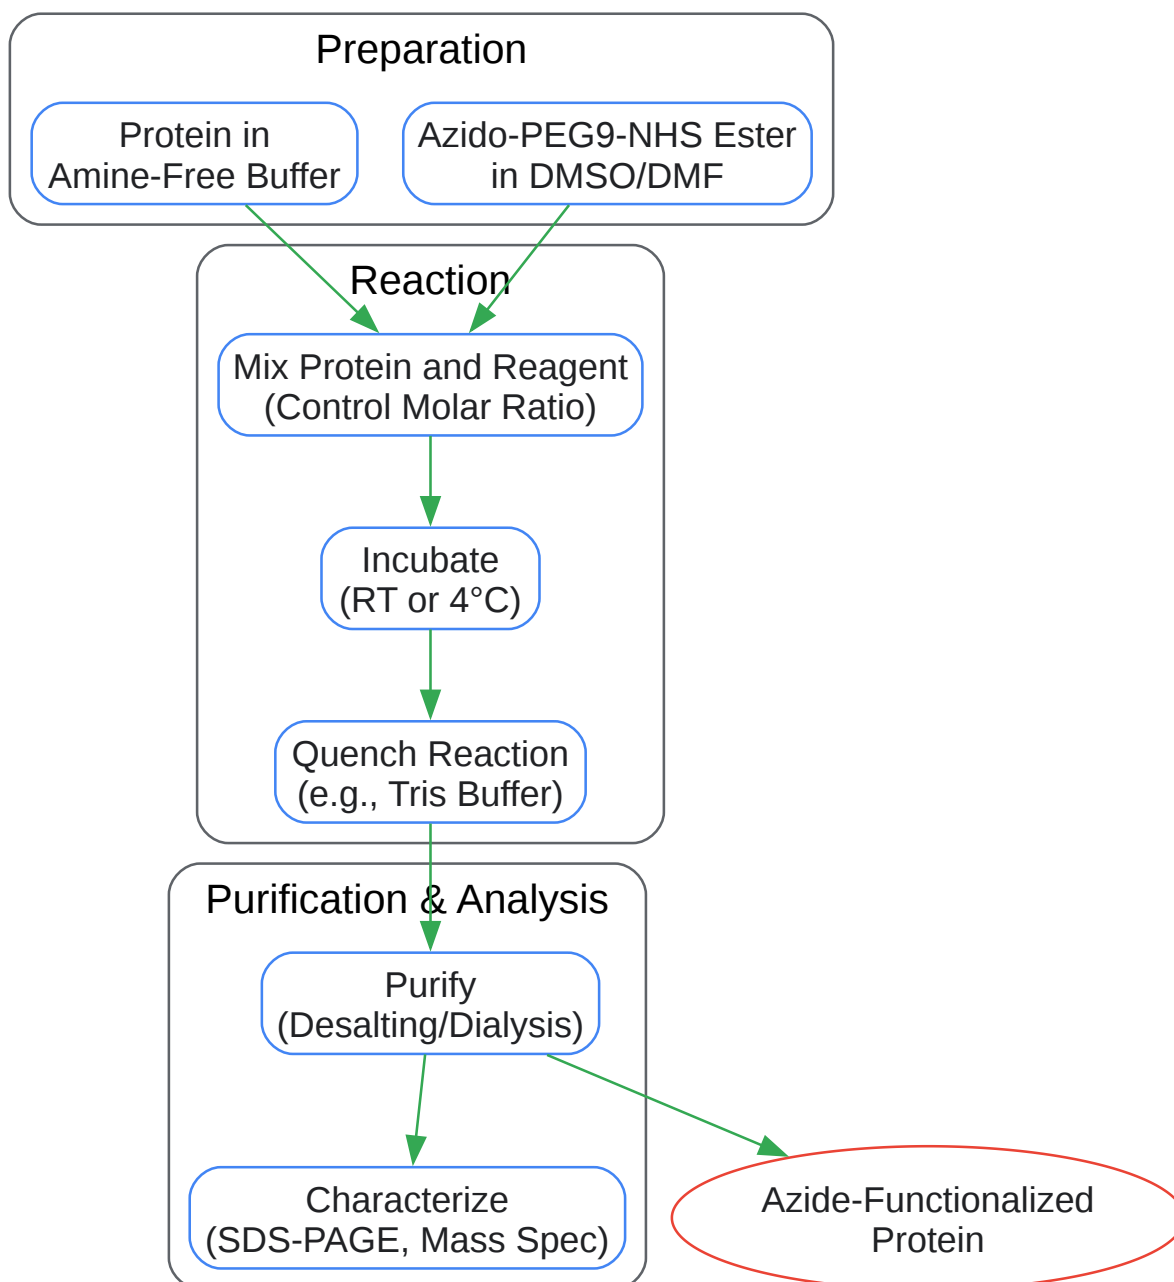 Preparation
Protein in
Amine-Free Buffer
Azido-PEG9-NHS Ester
in DMSO/DMF
Reaction
Mix Protein and Reagent
(Control Molar Ratio)
Incubate
(RT or 4°C)
Quench Reaction
(e.g., Tris Buffer)
Purification & Analysis
Purify
(Desalting/Dialysis)
Characterize
(SDS-PAGE, Mass Spec)
Azide-Functionalized
Protein